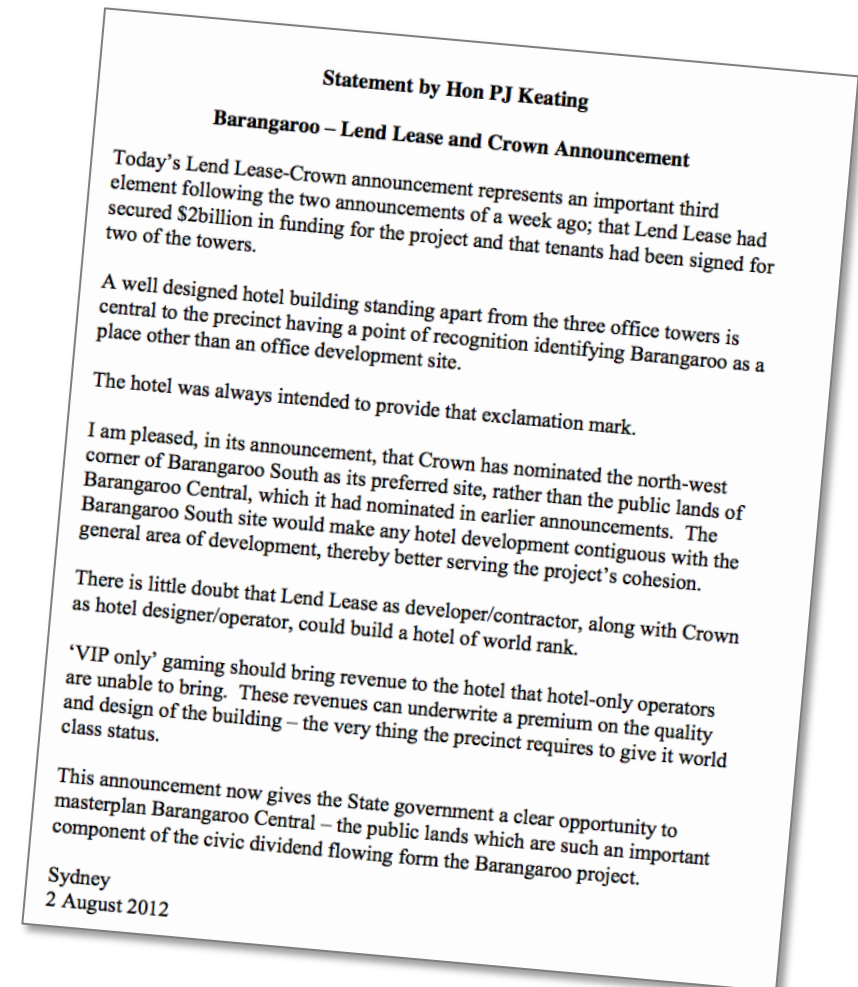 Statement by Hon PJ Keating
Barangaroo – Lend Lease and Crown Announcement
Today's Lend Lease-Crown announcement represents an important third
element following the two announcements of a week ago; that Lend Lease had
secured $2billion in funding for the project and that tenants had been signed for
two of the towers.
A well designed hotel building standing apart from the three office towers is
central to the precinct having a point of recognition identifying Barangaroo as a
place other than an office development site.
The hotel was always intended to provide that exclamation mark.
I am pleased, in its announcement, that Crown has nominated the north-west
corner of Barangaroo South as its preferred site, rather than the public lands of
Barangaroo Central, which it had nominated in earlier announcements.  The
Barangaroo South site would make any hotel development contiguous with the
general area of development, thereby better serving the project's cohesion.
There is little doubt that Lend Lease as developer/contractor, along with Crown
as hotel designer/operator, could build a hotel of world rank.
'VIP only' gaming should bring revenue to the hotel that hotel-only operators
are unable to bring.  These revenues can underwrite a premium on the quality
and design of the building – the very thing the precinct requires to give it world
class status.
This announcement now gives the State government a clear opportunity to
masterplan Barangaroo Central – the public lands which are such an important
component of the civic dividend flowing form the Barangaroo project.
Sydney
2 August 2012